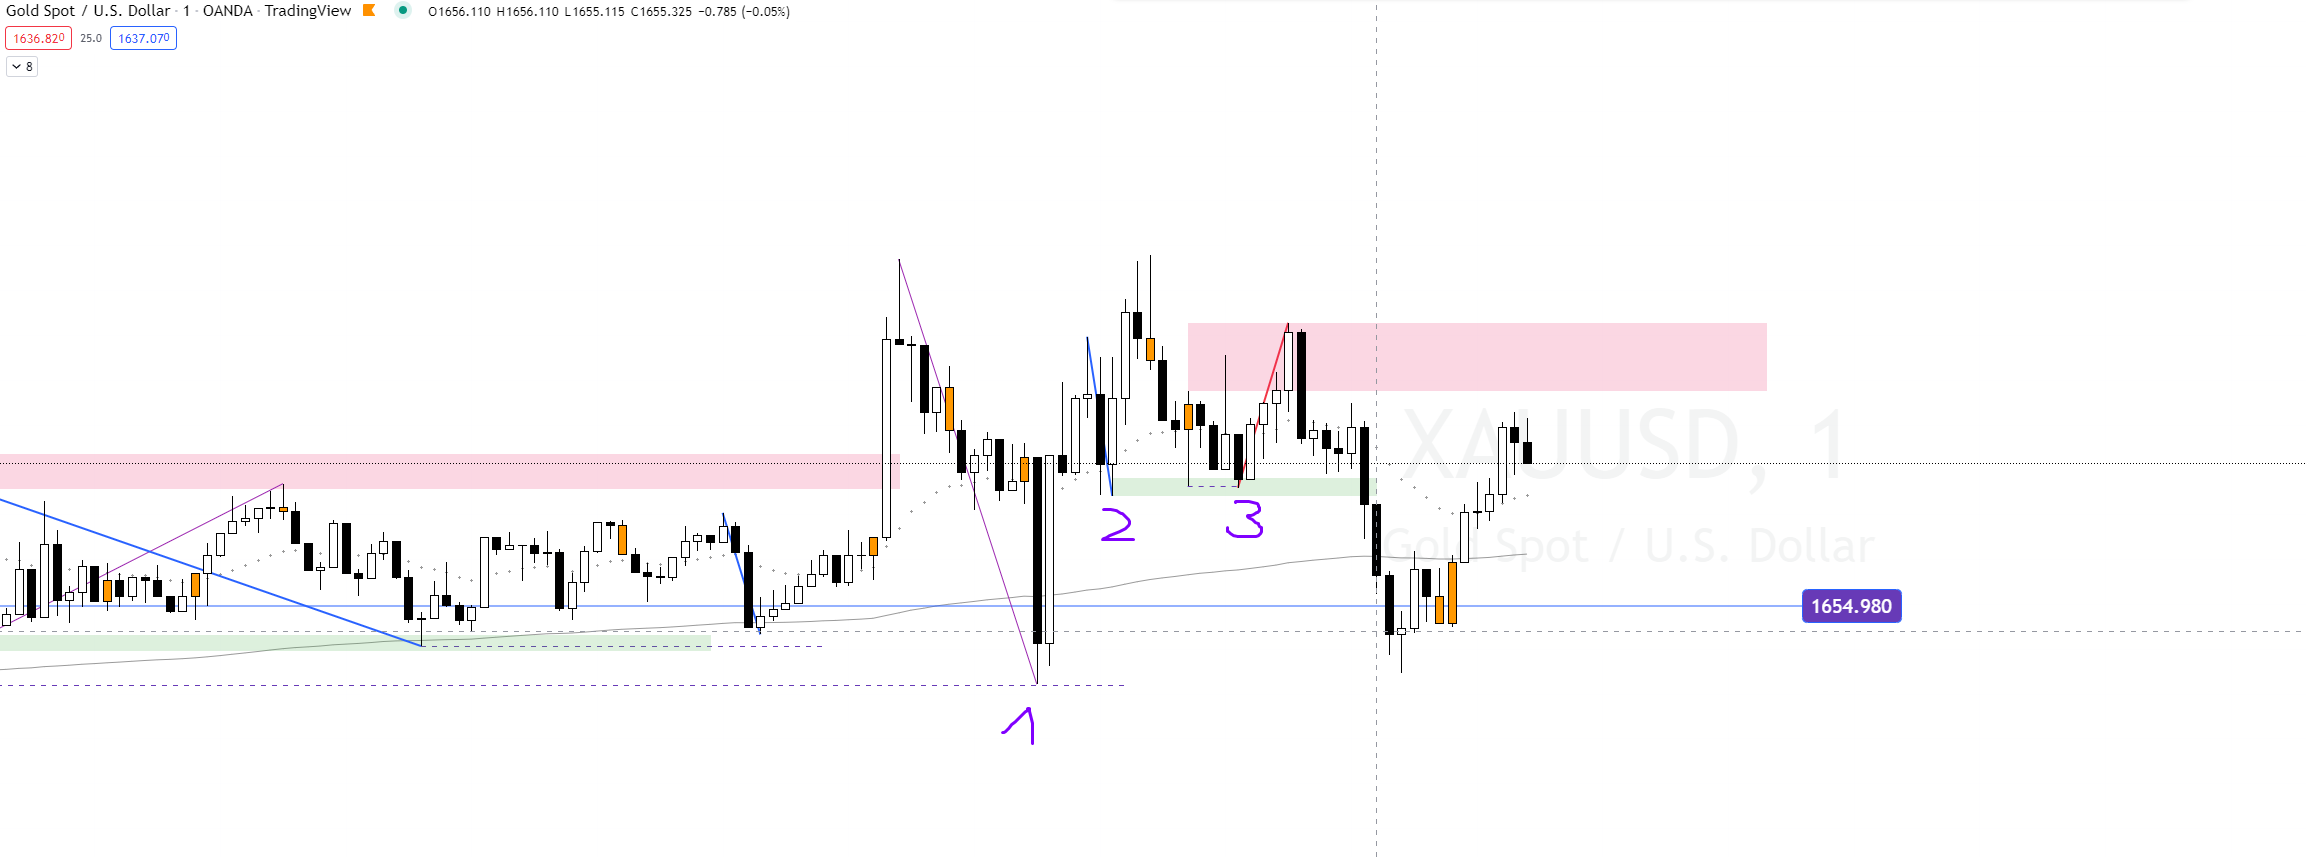 Gold Spot / U.S. Dollar · 1 · OANDA · TradingView O1656.110 H1656.110 L1655.115 C1655.325 −0.785 (−0.05%)
1636.820 25.0 1637.070
8
XAUUSD, 1
2 3
Gold Spot / U.S. Dollar
1654.980
1